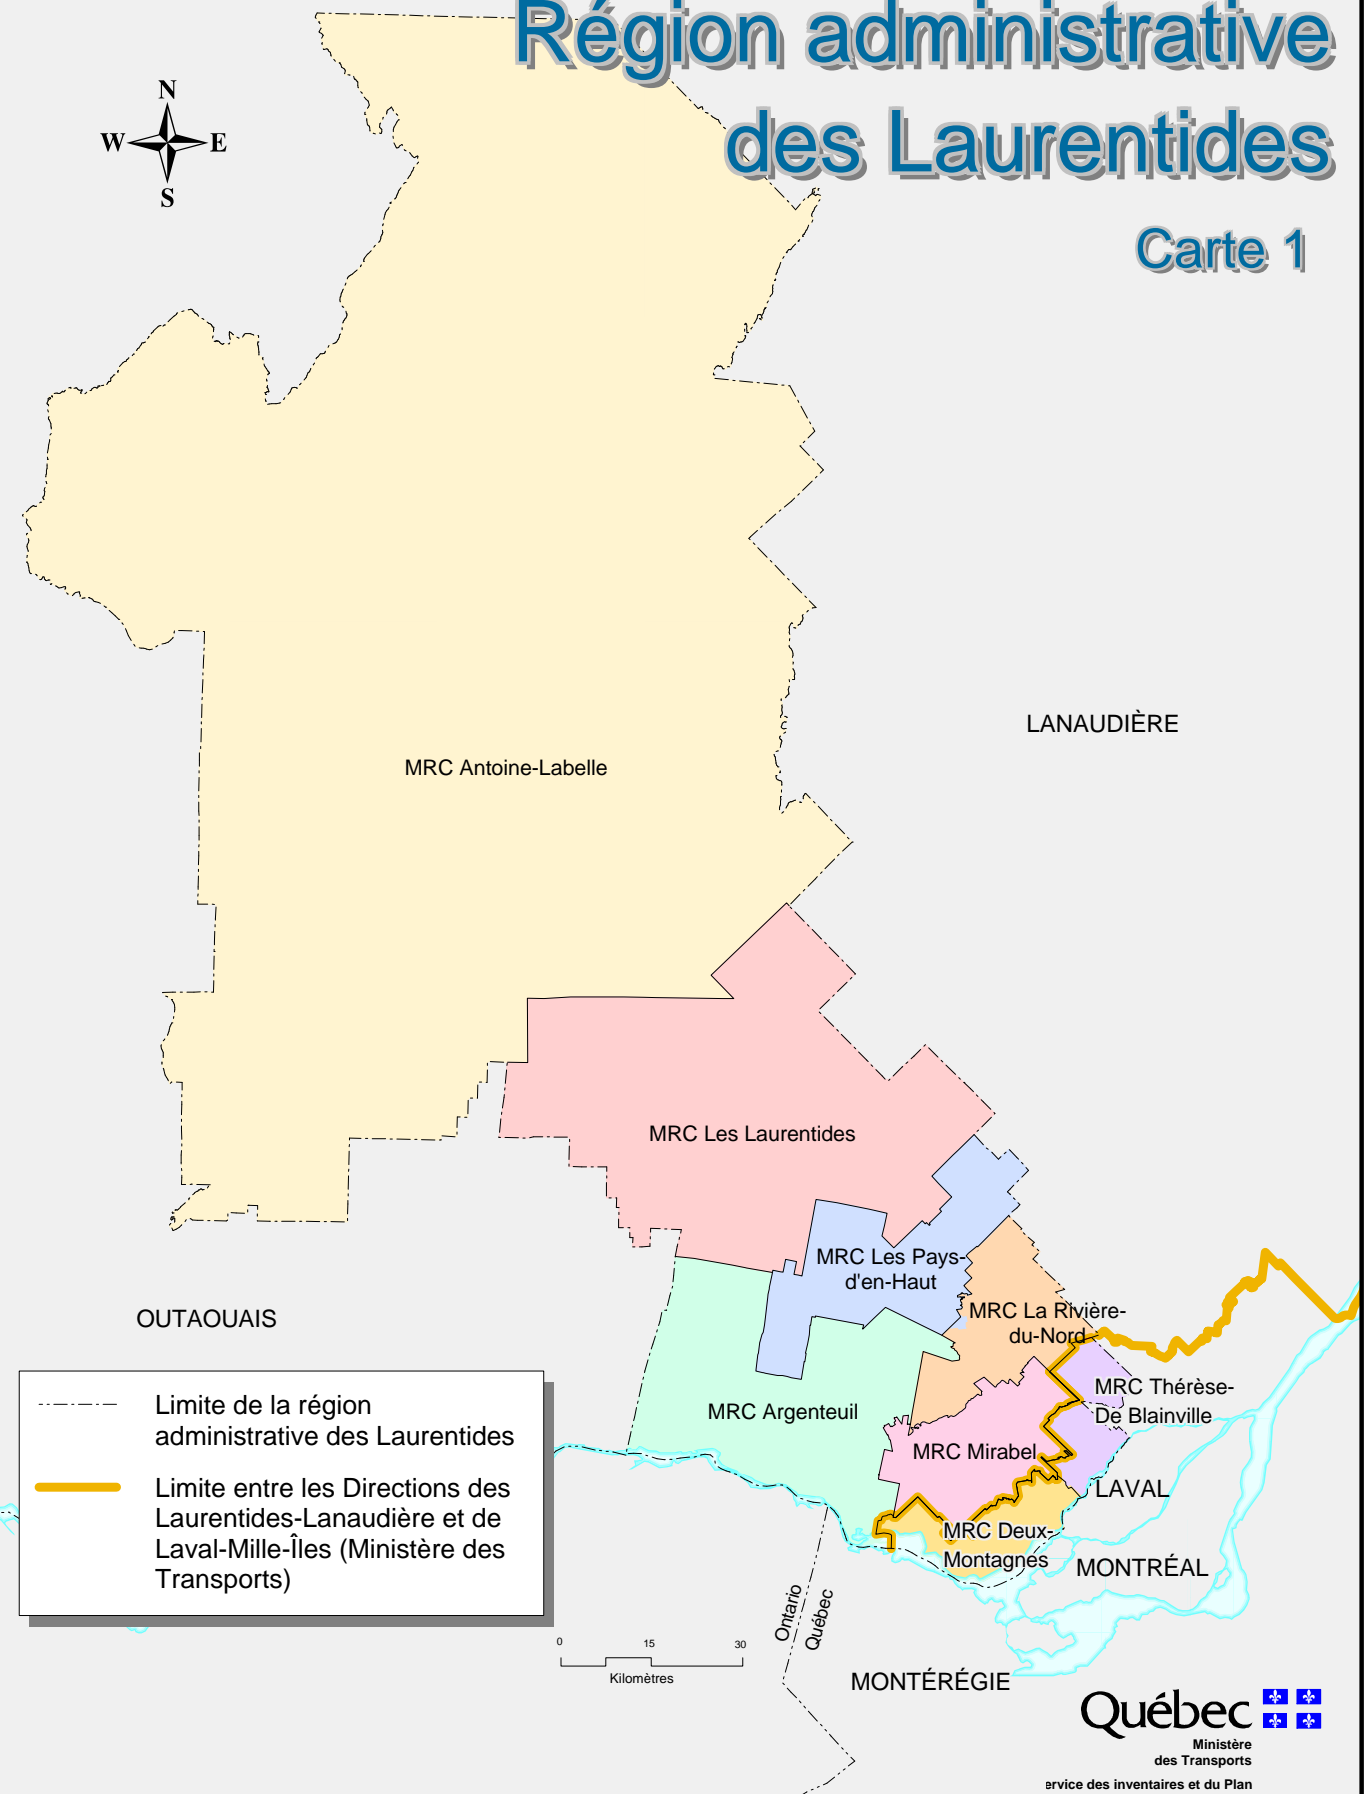 Région administrative
des Laurentides
Carte 1
N
W E
S
LANAUDIÈRE
MRC Antoine-Labelle
MRC Les Laurentides
MRC Les Pays-
d'en-Haut
MRC La Rivière-
du-Nord
OUTAOUAIS
MRC Thérèse-
De Blainville
MRC Argenteuil
MRC Mirabel
LAVAL
MRC Deux-
Montagnes
MONTRÉAL
Limite de la région
administrative des Laurentides
Limite entre les Directions des
Laurentides-Lanaudière et de
Laval-Mille-Îles (Ministère des
Transports)
Ontario
Québec
0 15 30
Kilomètres
MONTÉRÉGIE
Québec
Ministère
des Transports
ervice des inventaires et du Plan